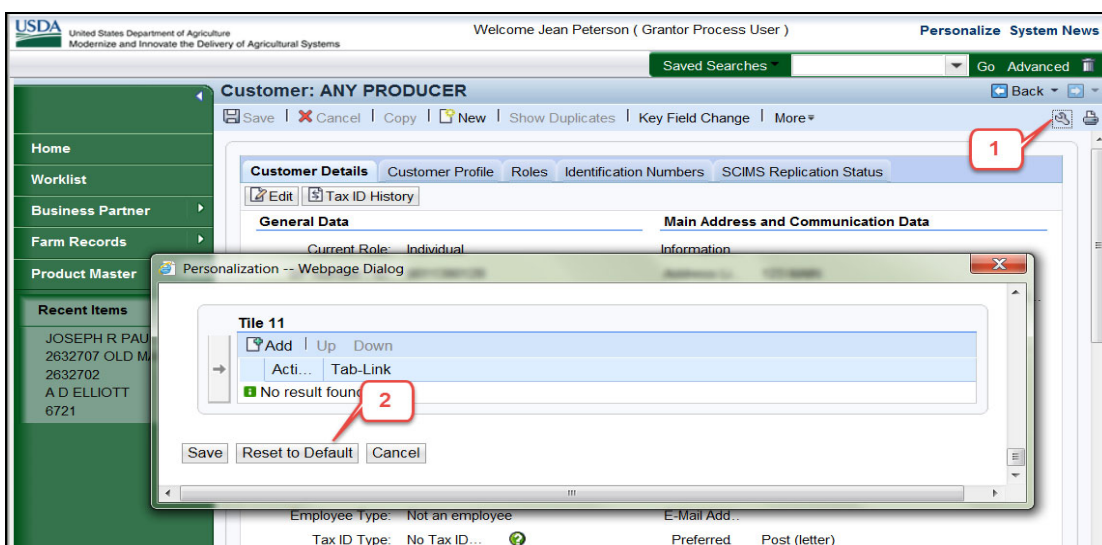 USDA United States Department of Agriculture
Modernize and Innovate the Delivery of Agricultural Systems
Welcome Jean Peterson ( Grantor Process User )
Personalize System News
Saved Searches
Go Advanced
Customer: ANY PRODUCER
Back
Save Cancel Copy New Show Duplicates Key Field Change More
1
Home
Worklist
Business Partner
Farm Records
Product Master
Recent Items
JOSEPH R PAU
2632707 OLD MA
2632702
A D ELLIOTT
6721
Customer Details Customer Profile Roles Identification Numbers SCIMS Replication Status
Edit Tax ID History
General Data
Main Address and Communication Data
Current Role: Individual
Information
Personalization -- Webpage Dialog
X
Tile 11
Add Up Down
Acti... Tab-Link
No result found
2
Save Reset to Default Cancel
Employee Type: Not an employee
E-Mail Add..
Tax ID Type: No Tax ID...
Preferred Post (letter)